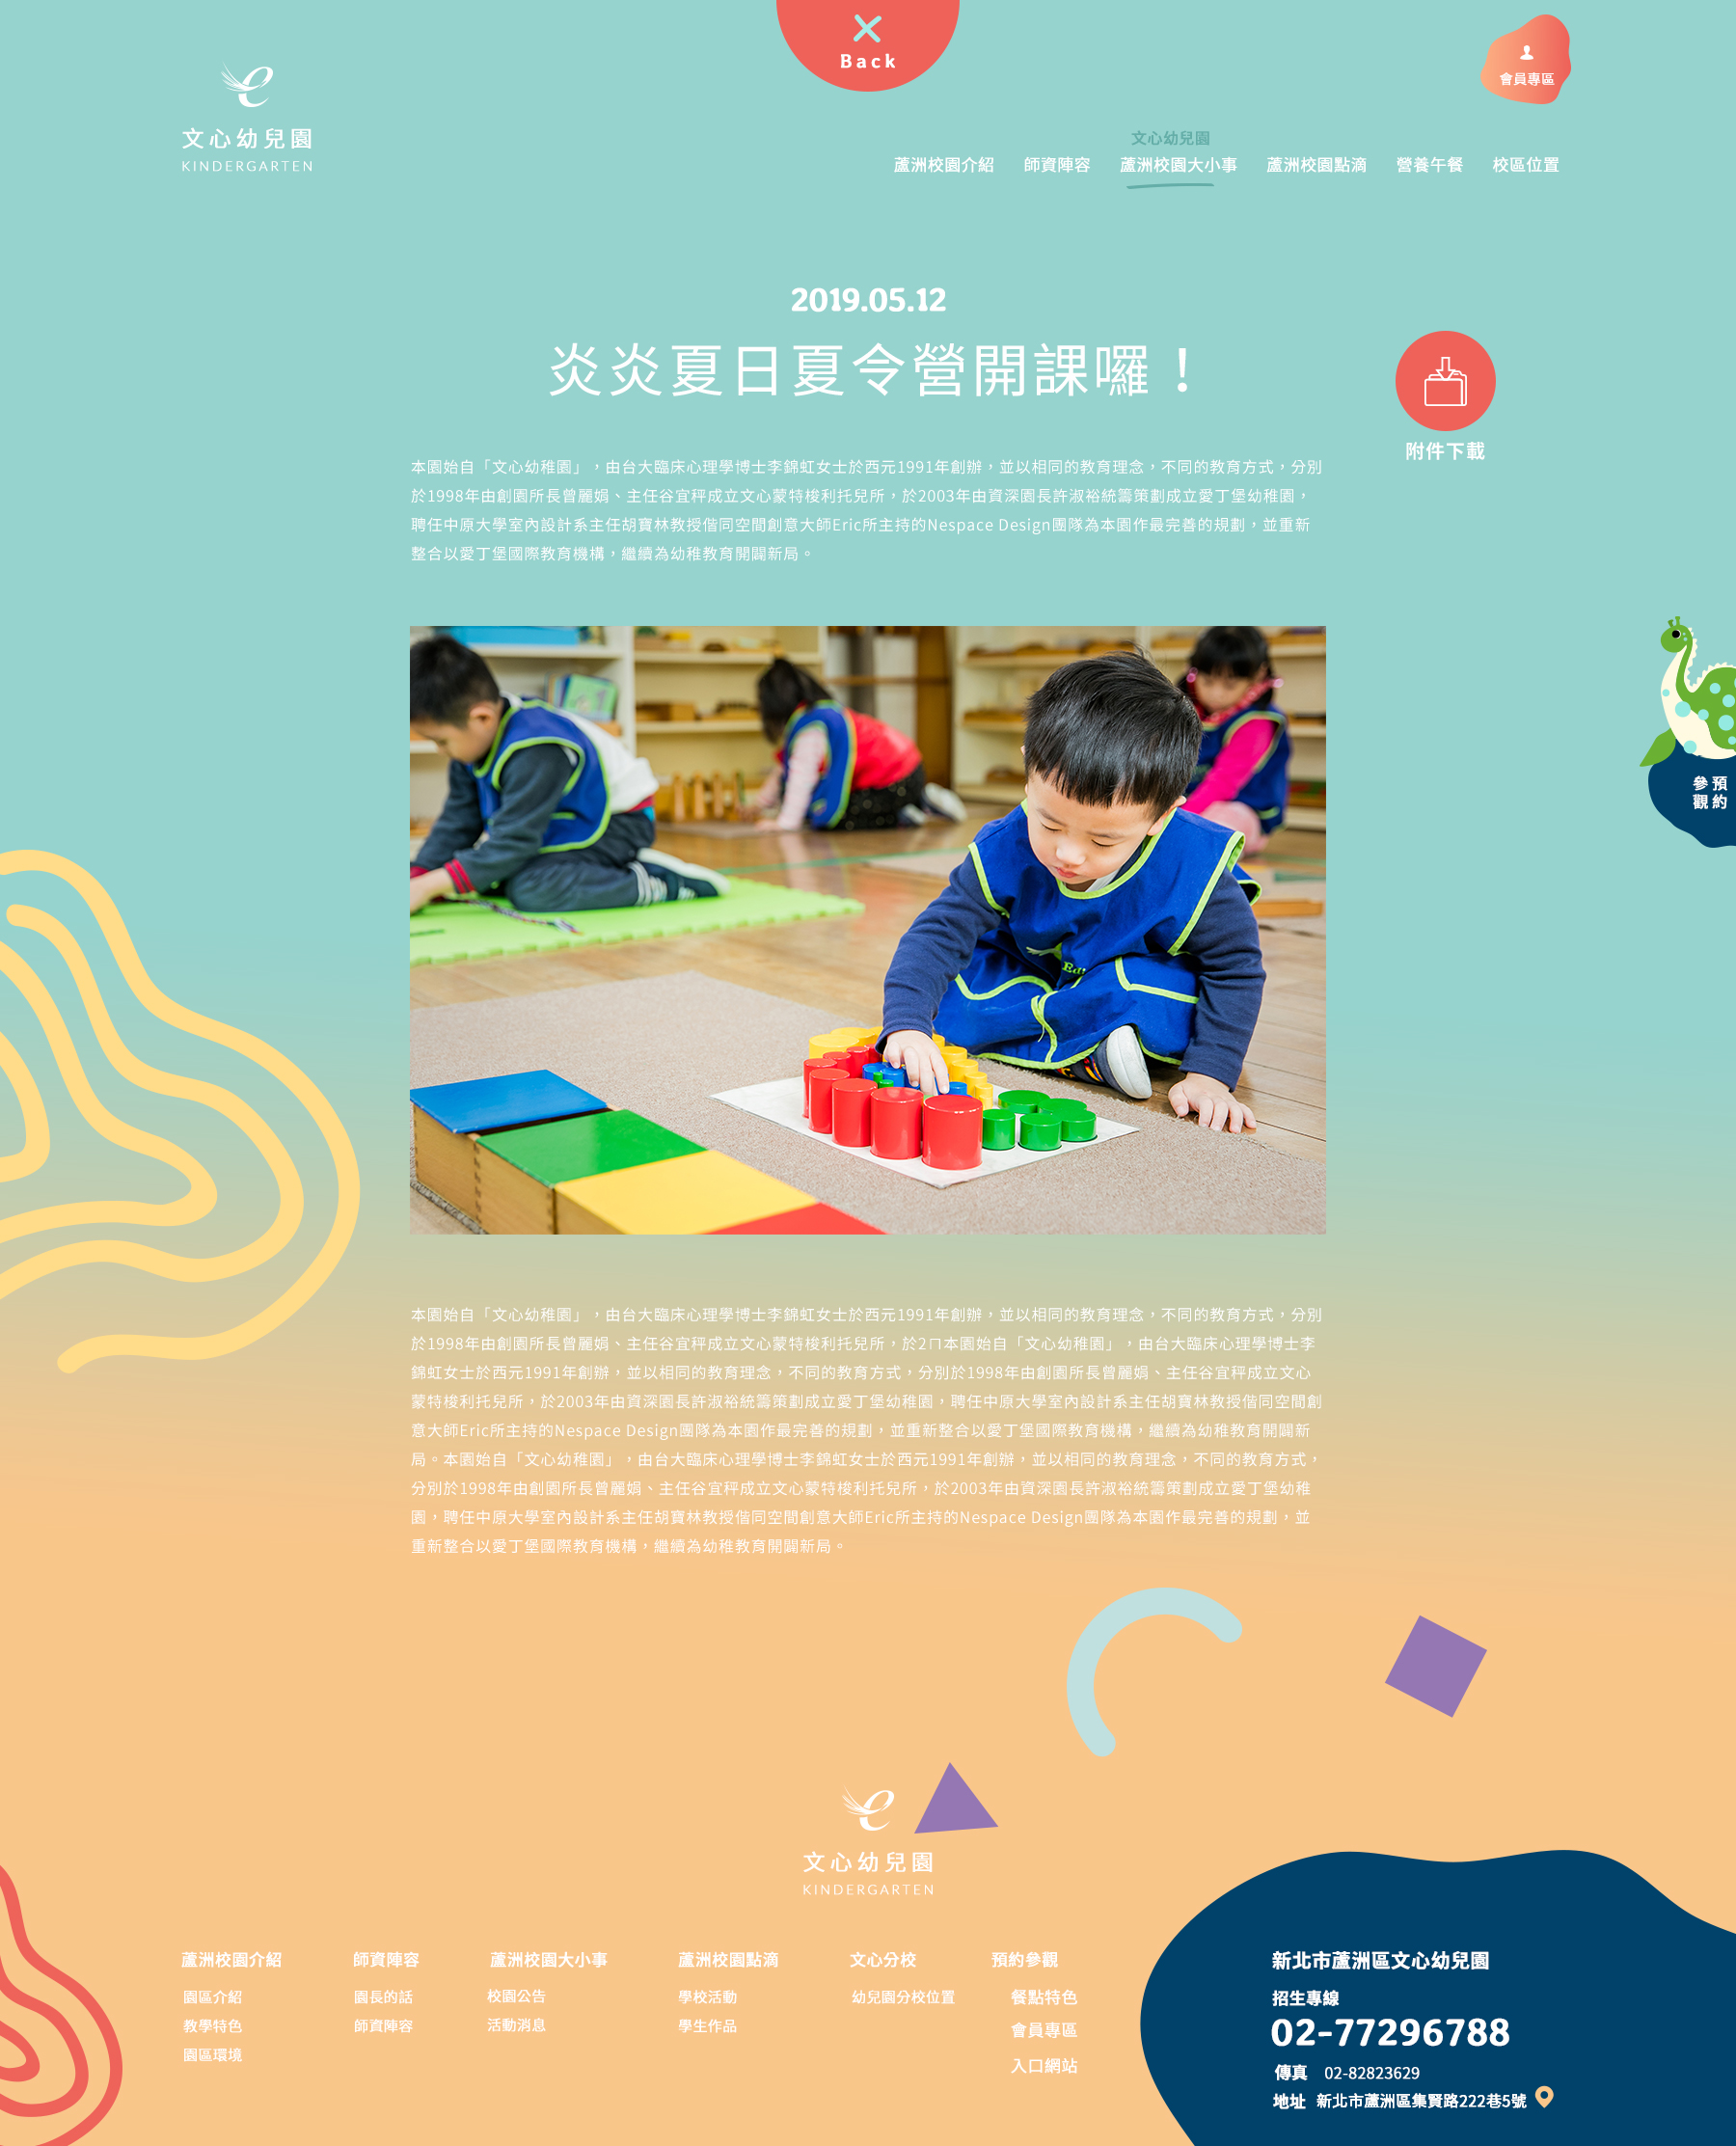 Back
會員專區
文心幼兒園
KINDERGARTEN
文心幼兒園
蘆洲校園介紹 師資陣容 蘆洲校園大小事 蘆洲校園點滴 營養午餐 校區位置
2019.05.12
炎炎夏日夏令營開課囉！
附件下載
本園始自「文心幼稚園」，由台大臨床心理學博士李錦虹女士於西元1991年創辦，並以相同的教育理念，不同的教育方式，分別
於1998年由創園所長曾麗娟、主任谷宜秤成立文心蒙特梭利托兒所，於2003年由資深園長許淑裕統籌策劃成立愛丁堡幼稚園，
聘任中原大學室內設計系主任胡寶林教授偕同空間創意大師Eric所主持的Nespace Design團隊為本園作最完善的規劃，並重新
整合以愛丁堡國際教育機構，繼續為幼稚教育開闢新局。
預約
參觀
Edi
本園始自「文心幼稚園」，由台大臨床心理學博士李錦虹女士於西元1991年創辦，並以相同的教育理念，不同的教育方式，分別
於1998年由創園所長曾麗娟、主任谷宜秤成立文心蒙特梭利托兒所，於2ㄇ本園始自「文心幼稚園」，由台大臨床心理學博士李
錦虹女士於西元1991年創辦，並以相同的教育理念，不同的教育方式，分別於1998年由創園所長曾麗娟、主任谷宜秤成立文心
蒙特梭利托兒所，於2003年由資深園長許淑裕統籌策劃成立愛丁堡幼稚園，聘任中原大學室內設計系主任胡寶林教授偕同空間創
意大師Eric所主持的Nespace Design團隊為本園作最完善的規劃，並重新整合以愛丁堡國際教育機構，繼續為幼稚教育開闢新
局。本園始自「文心幼稚園」，由台大臨床心理學博士李錦虹女士於西元1991年創辦，並以相同的教育理念，不同的教育方式，
分別於1998年由創園所長曾麗娟、主任谷宜秤成立文心蒙特梭利托兒所，於2003年由資深園長許淑裕統籌策劃成立愛丁堡幼稚
園，聘任中原大學室內設計系主任胡寶林教授偕同空間創意大師Eric所主持的Nespace Design團隊為本園作最完善的規劃，並
重新整合以愛丁堡國際教育機構，繼續為幼稚教育開闢新局。
文心幼兒園
KINDERGARTEN
蘆洲校園介紹
園區介紹
教學特色
園區環境
師資陣容
園長的話
師資陣容
蘆洲校園大小事
校園公告
活動消息
蘆洲校園點滴
學校活動
學生作品
文心分校
幼兒園分校位置
預約參觀
餐點特色
會員專區
入口網站
新北市蘆洲區文心幼兒園
招生專線
02-77296788
傳真 02-82823629
地址 新北市蘆洲區集賢路222巷5號